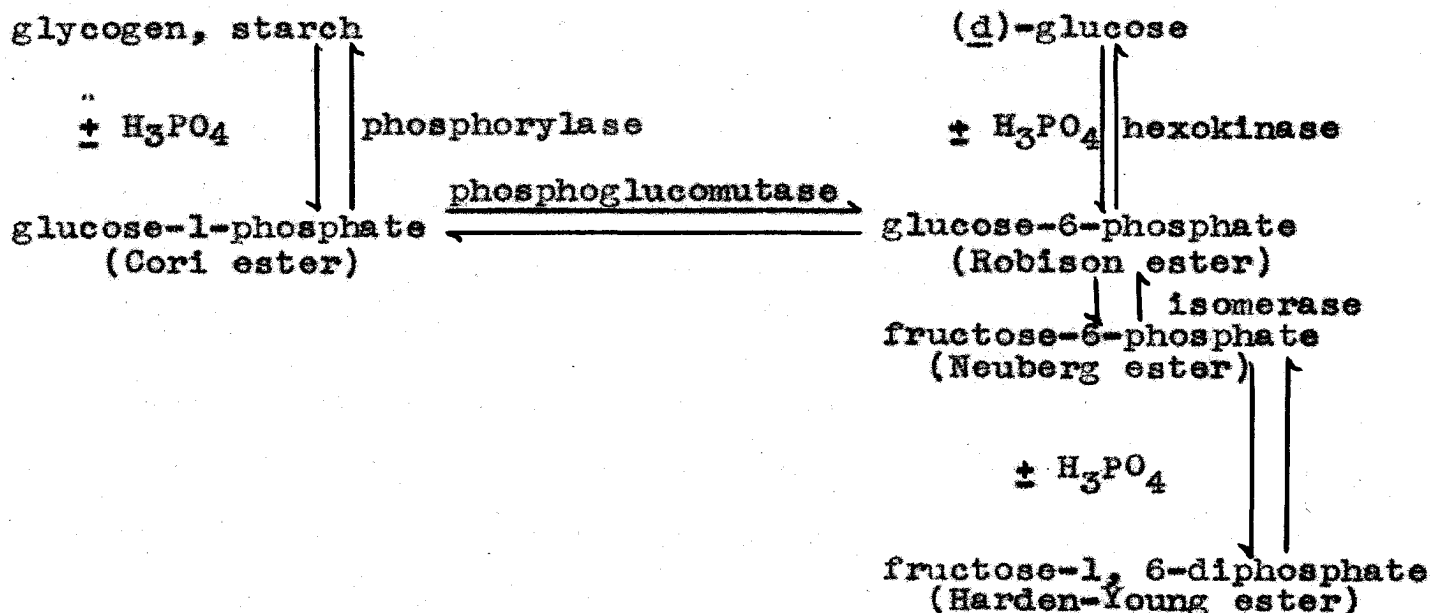 glycogen, starch
(d)-glucose
± H3PO4
phosphorylase
± H3PO4
hexokinase
phosphoglucomutase
glucose-1-phosphate
(Cori ester)
glucose-6-phosphate
(Robison ester)
isomerase
fructose-6-phosphate
(Neuberg ester)
± H3PO4
fructose-1, 6-diphosphate
(Harden-Young ester)